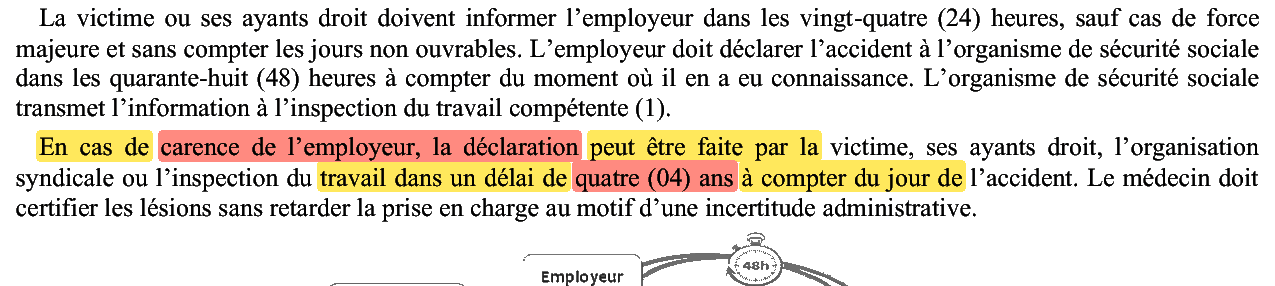 La victime ou ses ayants droit doivent informer l’employeur dans les vingt-quatre (24) heures, sauf cas de force
majeure et sans compter les jours non ouvrables. L’employeur doit déclarer l’accident à l’organisme de sécurité sociale
dans les quarante-huit (48) heures à compter du moment où il en a eu connaissance. L’organisme de sécurité sociale
transmet l’information à l’inspection du travail compétente (1).
En cas de carence de l’employeur, la déclaration peut être faite par la victime, ses ayants droit, l’organisation
syndicale ou l’inspection du travail dans un délai de quatre (04) ans à compter du jour de l’accident. Le médecin doit
certifier les lésions sans retarder la prise en charge au motif d’une incertitude administrative.
48h
Employeur